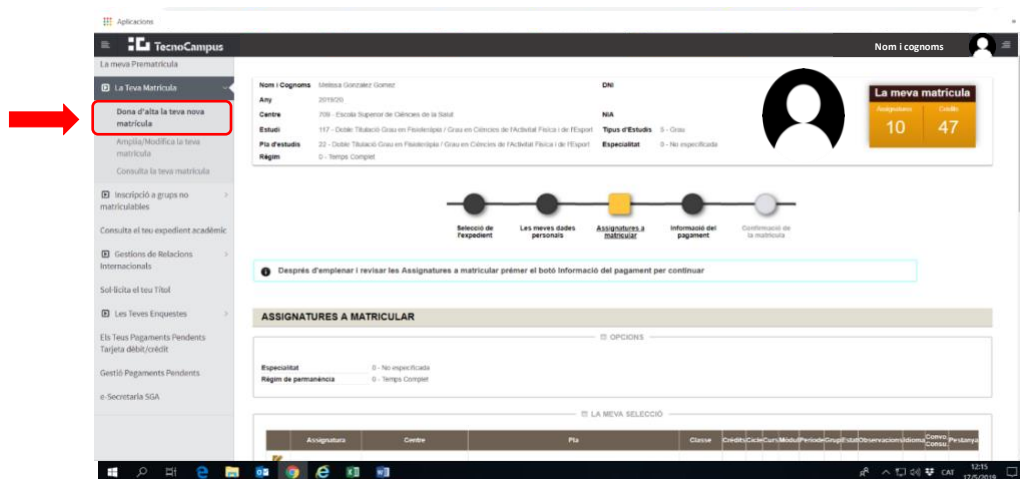 Aplicacions
»
TecnoCampus
Nom i cognoms
La meva Prematrícula
La Teva Matrícula
Dona d'alta la teva nova
matrícula
Amplia/Modifica la teva
matrícula
Consulta la teva matrícula
Inscripció a grups no
matriculables
Consulta el teu expedient acadèmic
Gestions de Relacions
Internacionals
Sol·licita el teu Títol
Les Teves Enquestes
Els Teus Pagaments Pendents
Tarjeta dèbit/crèdit
Gestió Pagaments Pendents
e-Secretaria SGA
Nom i Cognoms Melissa Gonzalez Gomez DNI
Any 2019/20
Centre 709 - Escola Superior de Ciències de la Salut NIA
Estudi 117 - Doble Titulació Grau en Fisioteràpia / Grau en Ciències de l'Activitat Física i de l'Esport Tipus d'Estudis 5 - Grau
Pla d'estudis 22 - Doble Titulació Grau en Fisioteràpia / Grau en Ciències de l'Activitat Física i de l'Esport Especialitat 0 - No especificada
Règim 0 - Temps Complet
La meva matrícula
Assignatures Crèdits
10 47
Selecció de
l'expedient
Les meves dades
personals
Assignatures a
matricular
Informació del
pagament
Confirmació de
la matrícula
Després d'emplenar i revisar les Assignatures a matricular prémer el botó Informació del pagament per continuar
ASSIGNATURES A MATRICULAR
OPCIONS
Especialitat 0 - No especificada
Règim de permanència 0 - Temps Complet
LA MEVA SELECCIÓ
Assignatura Centre Pla Classe Crèdits Cicle Curs Mòdul Període Grup Estat Observacions Idioma Convo. Consu. Pestanya
CAT
12:15
17/5/2019